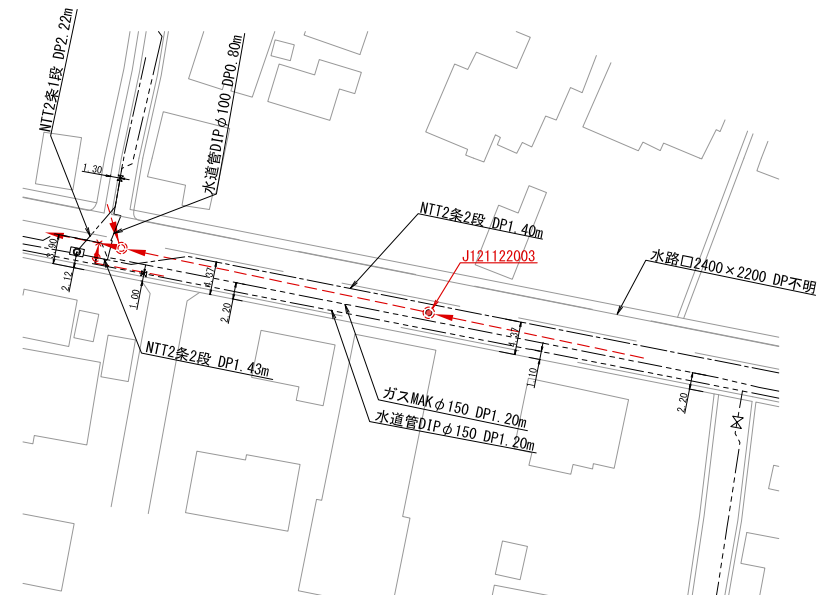 NTT2条1段 DP2.22m
水道管DIPφ100 DP0.80m
1.30
NTT2条2段 DP1.40m
J121122003
水路口2400×2200 DP不明
2.12
1.00
4.37
2.20
4.37
1.10
2.20
NTT2条2段 DP1.43m
ガスMAKφ150 DP1.20m
水道管DIPφ150 DP1.20m